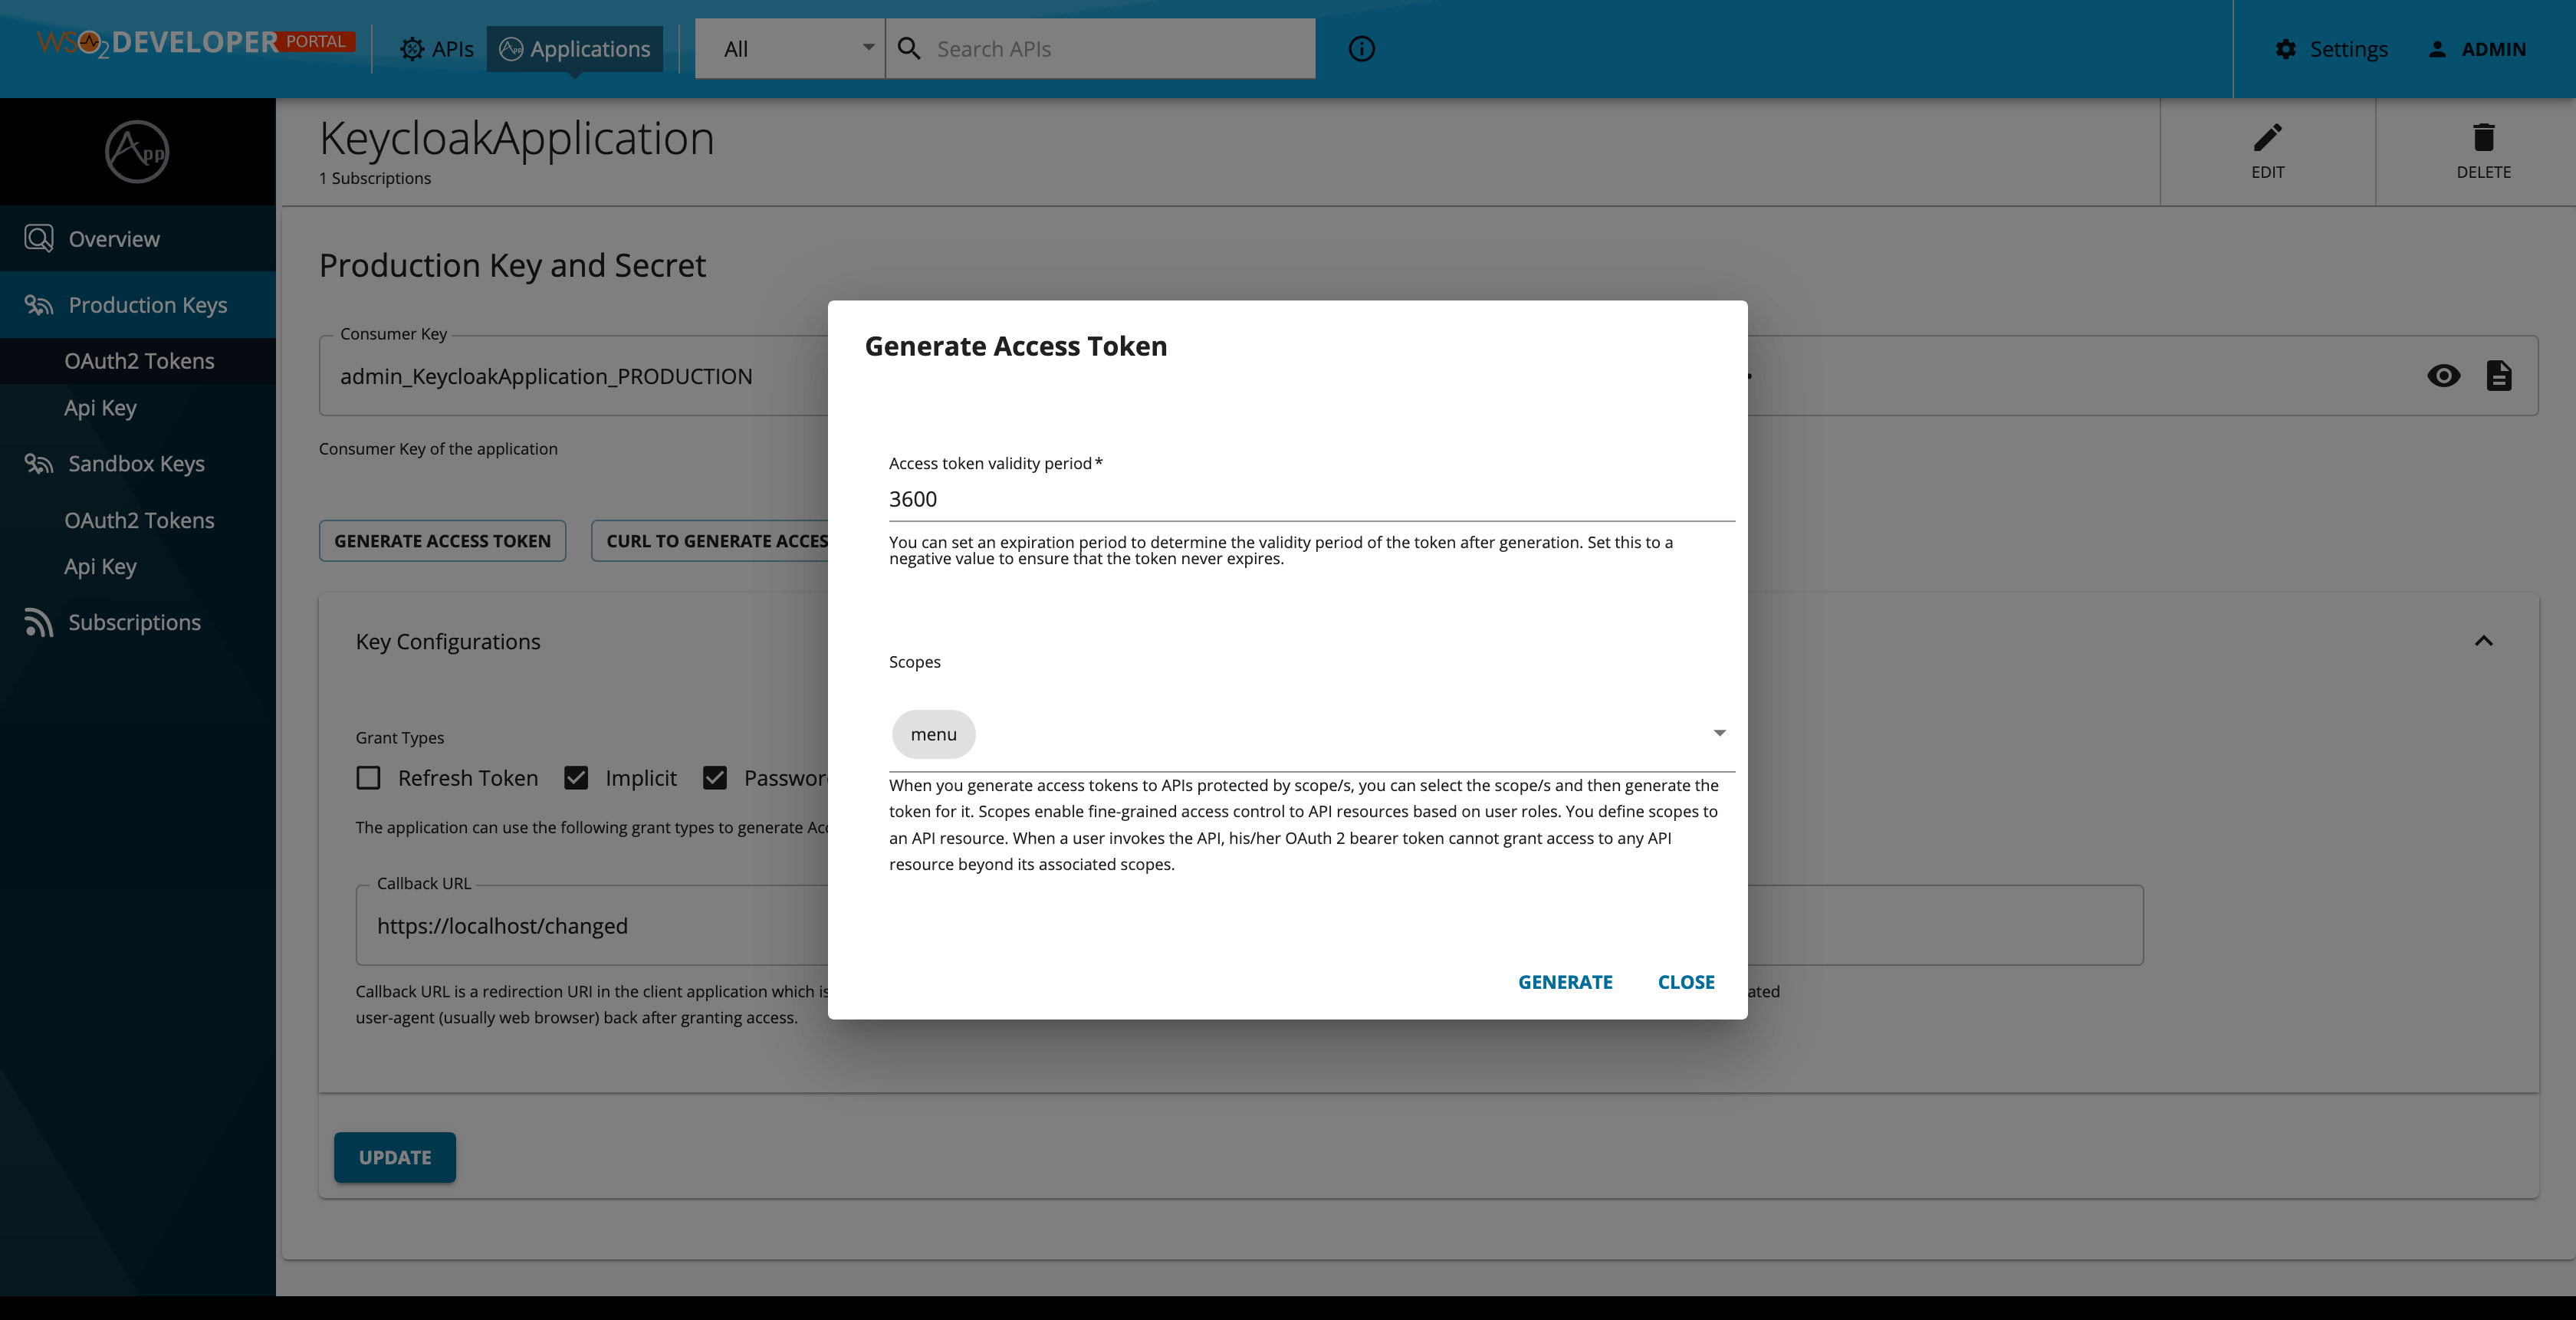 WSO2 DEVELOPER PORTAL
APIs
Applications
All
Search APIs
Settings
ADMIN
App
KeycloakApplication
1 Subscriptions
EDIT
DELETE
Overview
Production Keys
OAuth2 Tokens
Api Key
Sandbox Keys
OAuth2 Tokens
Api Key
Subscriptions
Production Key and Secret
Consumer Key
admin_KeycloakApplication_PRODUCTION
Consumer Key of the application
GENERATE ACCESS TOKEN
CURL TO GENERATE ACCES
Key Configurations
Grant Types
Refresh Token
Implicit
Passwor
The application can use the following grant types to generate Acc
Callback URL
https://localhost/changed
Callback URL is a redirection URI in the client application which is
ated
user-agent (usually web browser) back after granting access.
UPDATE
Generate Access Token
Access token validity period *
3600
You can set an expiration period to determine the validity period of the token after generation. Set this to a
negative value to ensure that the token never expires.
Scopes
menu
When you generate access tokens to APIs protected by scope/s, you can select the scope/s and then generate the
token for it. Scopes enable fine-grained access control to API resources based on user roles. You define scopes to
an API resource. When a user invokes the API, his/her OAuth 2 bearer token cannot grant access to any API
resource beyond its associated scopes.
GENERATE
CLOSE